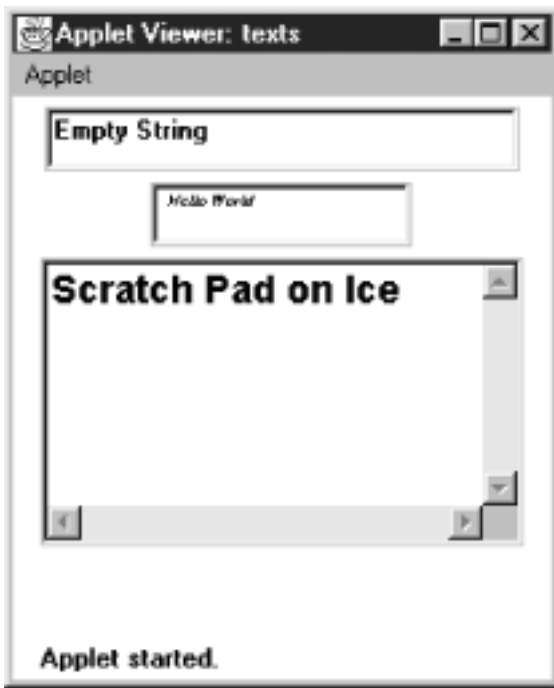 Applet Viewer: texts
Applet
Empty String
Hello World
Scratch Pad on Ice
Applet started.